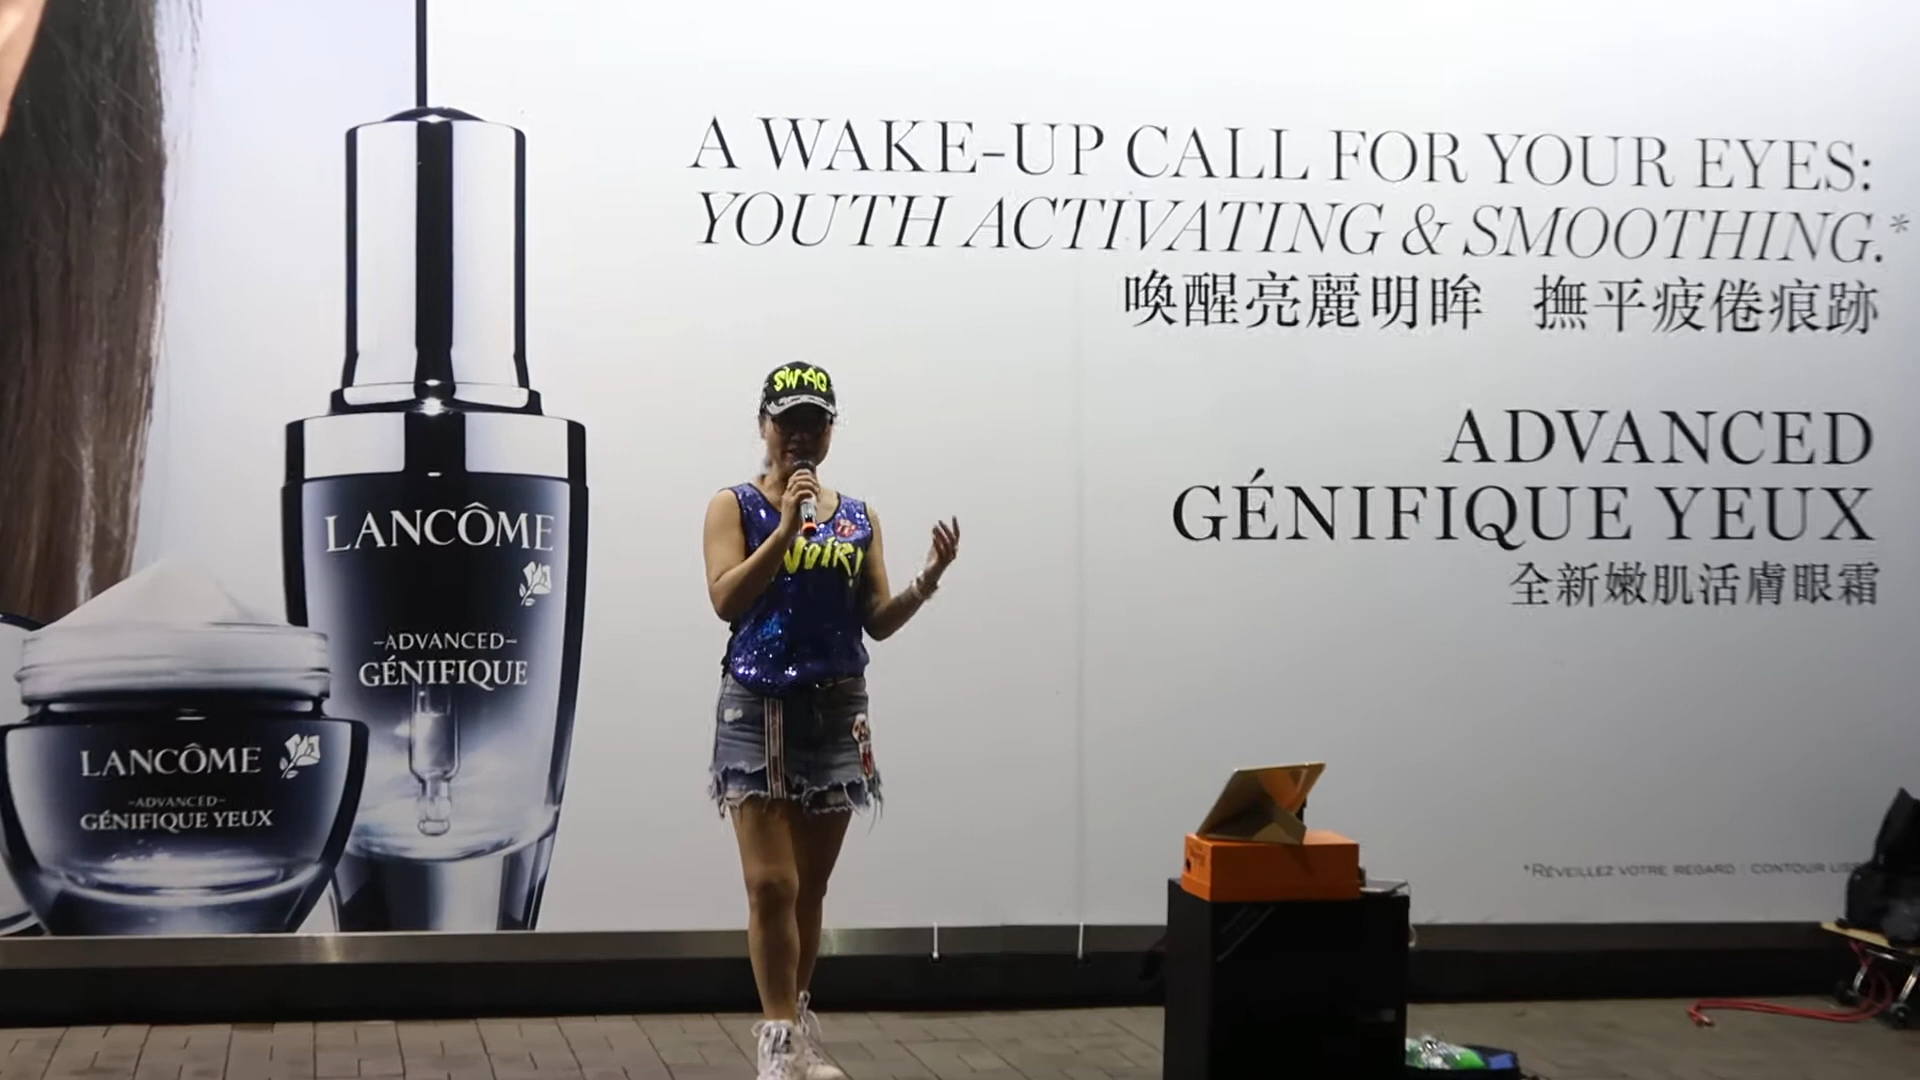 A WAKE-UP CALL FOR YOUR EYES:
YOUTH ACTIVATING & SMOOTHING.*
喚醒亮麗明眸 撫平疲倦痕跡
ADVANCED
GÉNIFIQUE YEUX
全新嫩肌活膚眼霜
*RÉVEILLEZ VOTRE REGARD : CONTOUR
LANCÔME
-ADVANCED-
GÉNIFIQUE
LANCÔME
-ADVANCED-
GÉNIFIQUE YEUX
SWAG